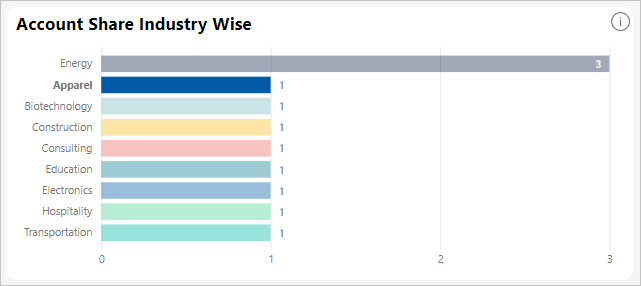 Account Share Industry Wise
Energy 3
Apparel 1
Biotechnology 1
Construction 1
Consulting 1
Education 1
Electronics 1
Hospitality 1
Transportation 1
0 1 2 3